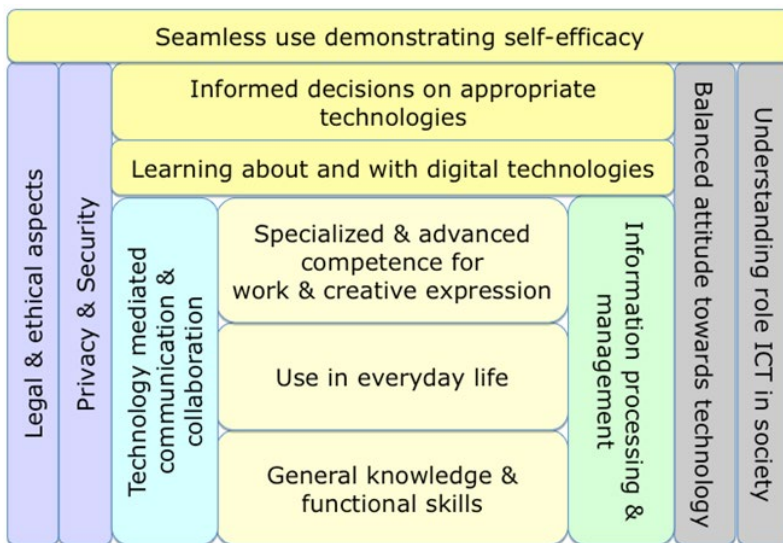 Seamless use demonstrating self-efficacy
Legal & ethical aspects
Privacy & Security
Informed decisions on appropriate
technologies
Learning about and with digital technologies
Technology mediated
communication &
collaboration
Specialized & advanced
competence for
work & creative expression
Use in everyday life
General knowledge &
functional skills
Information processing &
management
Balanced attitude towards technology
Understanding role ICT in society